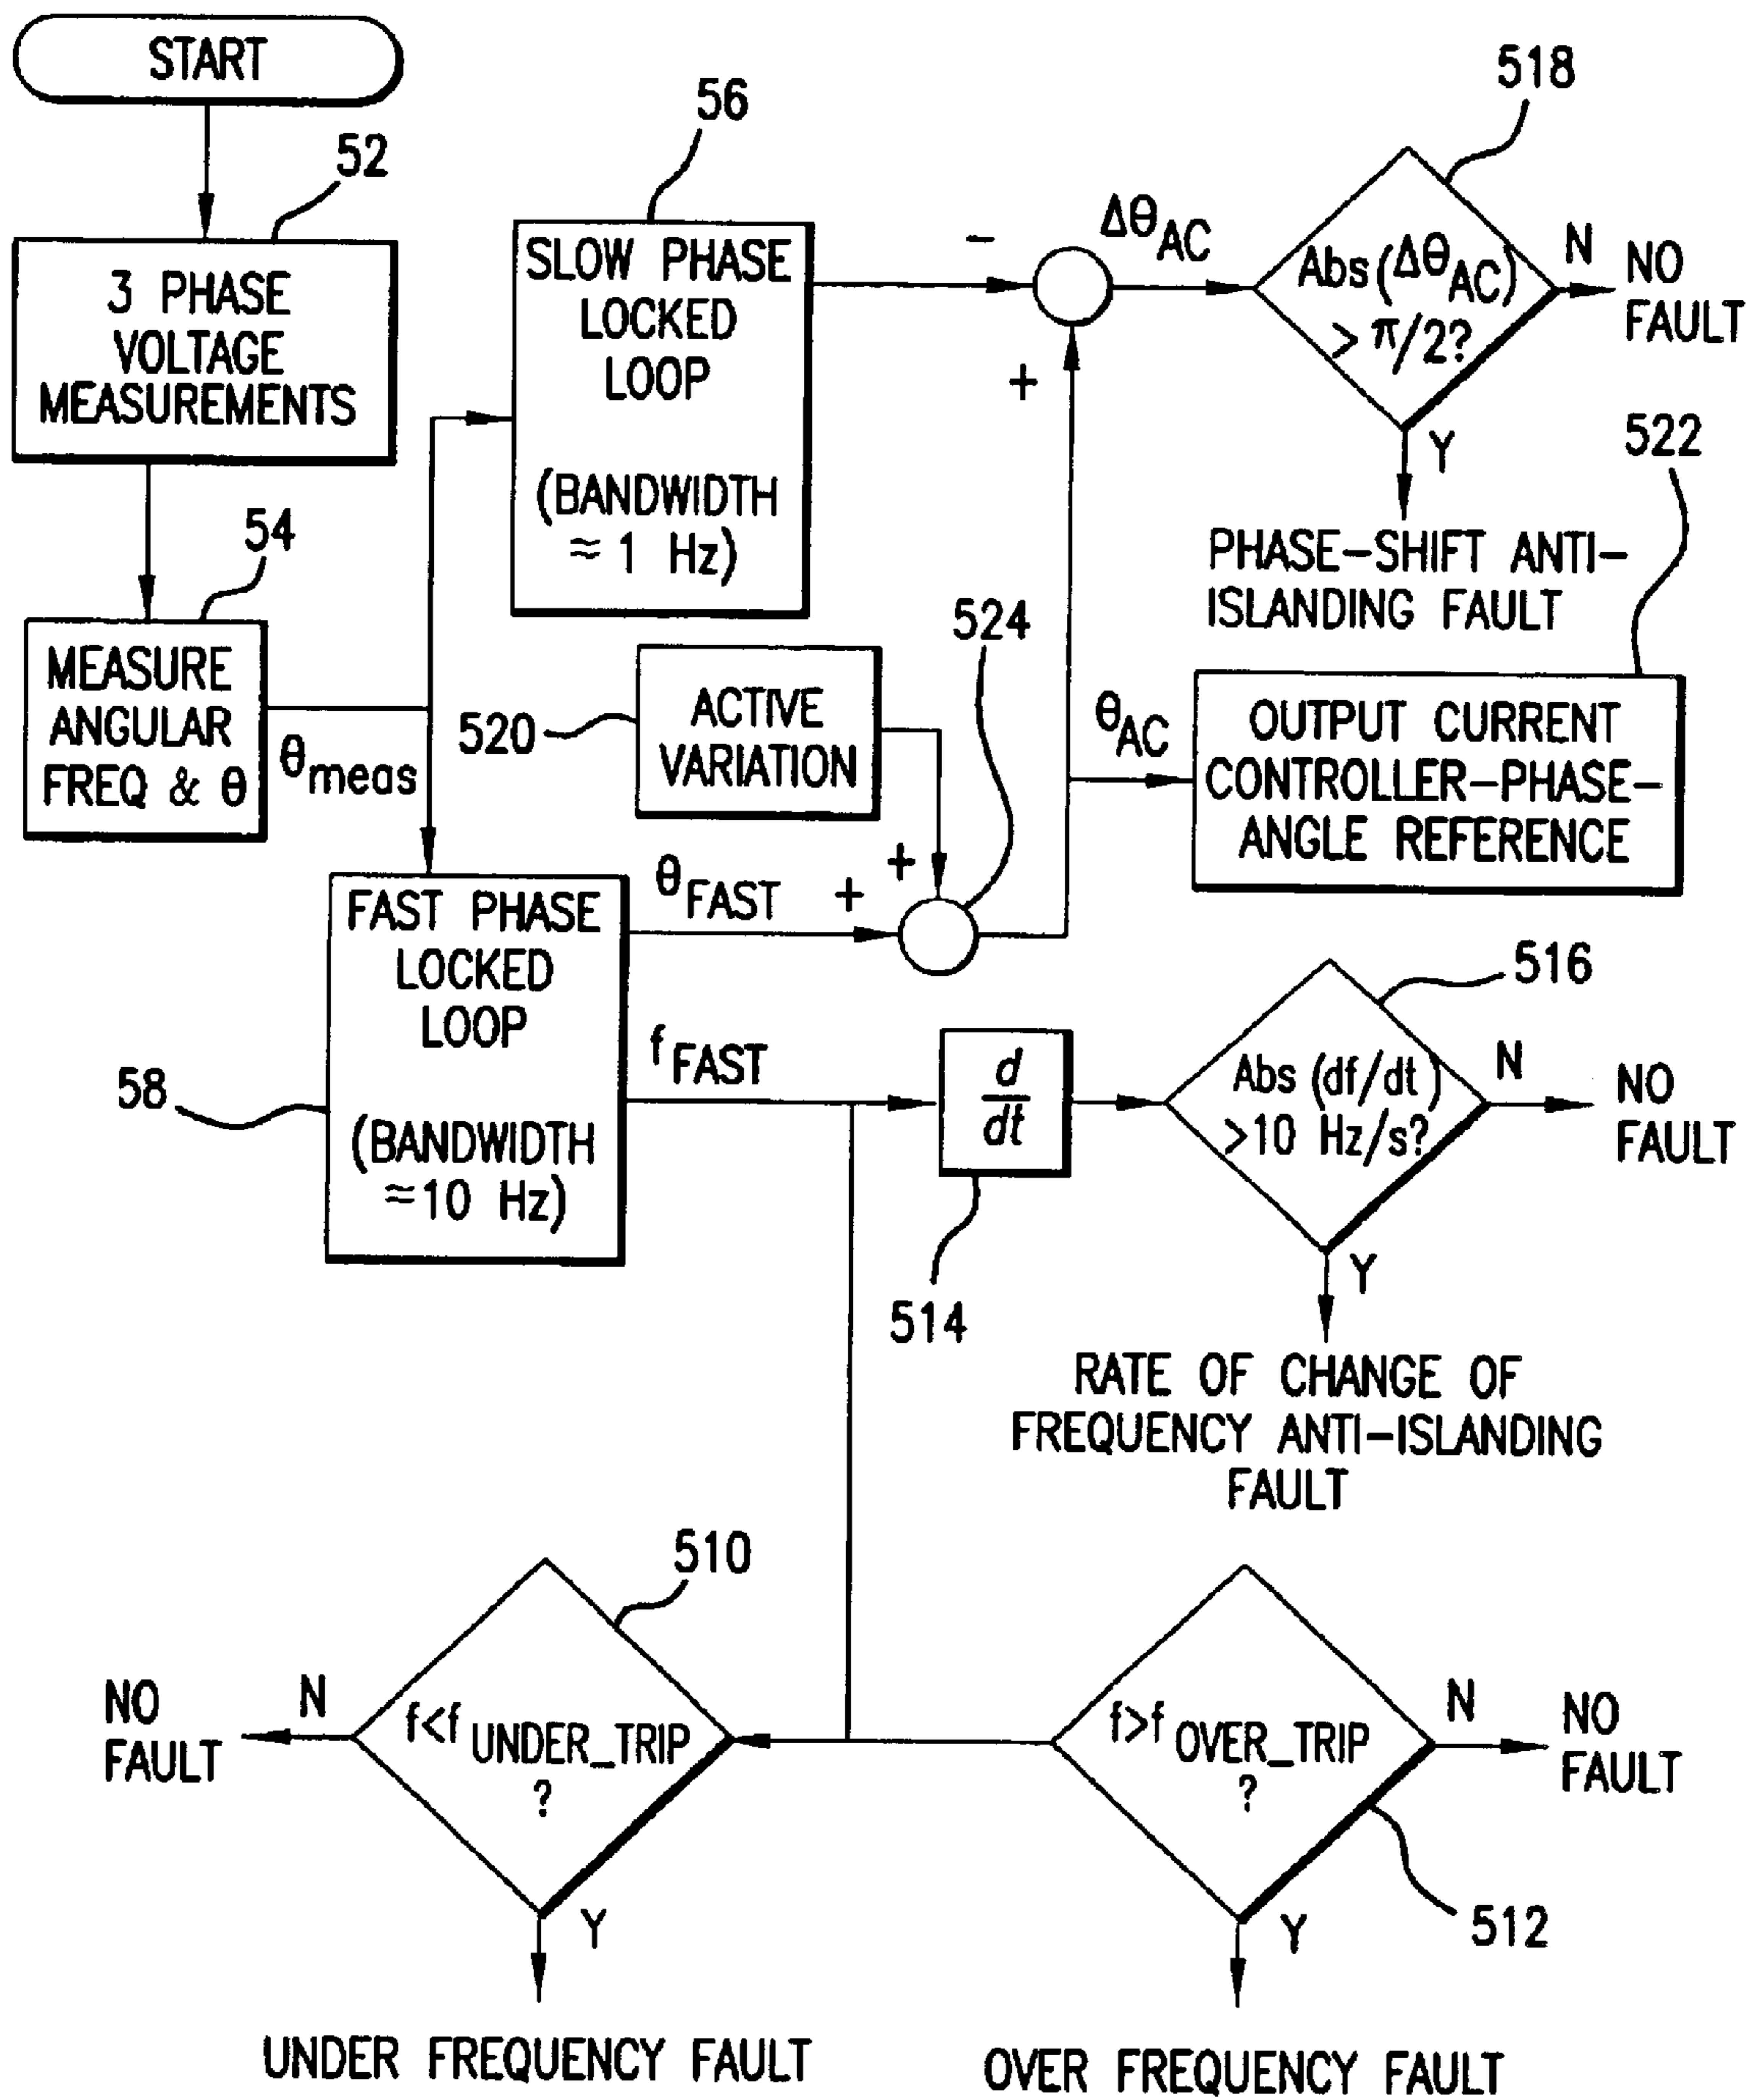 START
518
56
52
SLOW PHASE
LOCKED
LOOP
(BANDWIDTH
≈ 1 Hz)
−
+
ΔθAC
Abs(ΔθAC)
> π/2?
N
NO
FAULT
Y
PHASE–SHIFT ANTI–
ISLANDING FAULT
3 PHASE
VOLTAGE
MEASUREMENTS
54
MEASURE
ANGULAR
FREQ & θ
θmeas
522
524
520
ACTIVE
VARIATION
θAC
OUTPUT CURRENT
CONTROLLER–PHASE–
ANGLE REFERENCE
+
θFAST
+
FAST PHASE
LOCKED
LOOP
(BANDWIDTH
≈10 Hz)
58
fFAST
d
dt
514
516
Abs (df/dt)
>10 Hz/s?
N
NO
FAULT
Y
RATE OF CHANGE OF
FREQUENCY ANTI–ISLANDING
FAULT
510
f<f UNDER_TRIP
?
N
NO
FAULT
Y
UNDER FREQUENCY FAULT
f>f OVER_TRIP
?
N
NO
FAULT
512
Y
OVER FREQUENCY FAULT